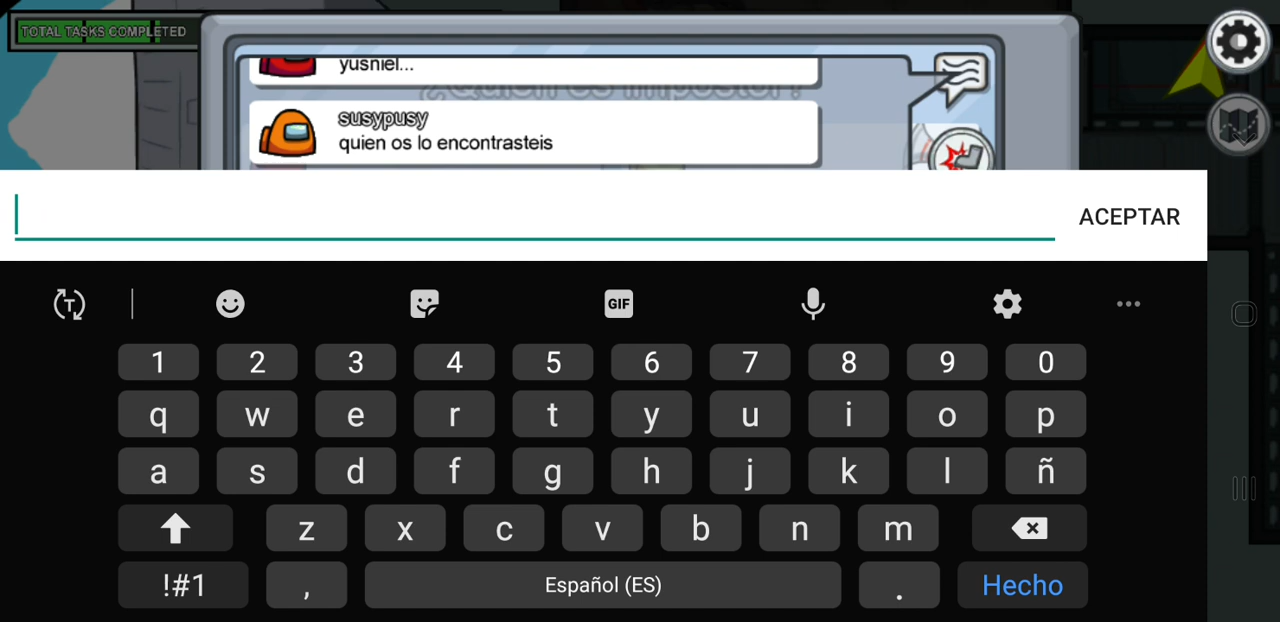 TOTAL TASKS COMPLETED
yusniel...
¿Quién es impostor?
susypusy
quien os lo encontrasteis
ACEPTAR
T
GIF
1 2 3 4 5 6 7 8 9 0
q w e r t y u i o p
a s d f g h j k l ñ
z x c v b n m
!#1 , Español (ES) . Hecho